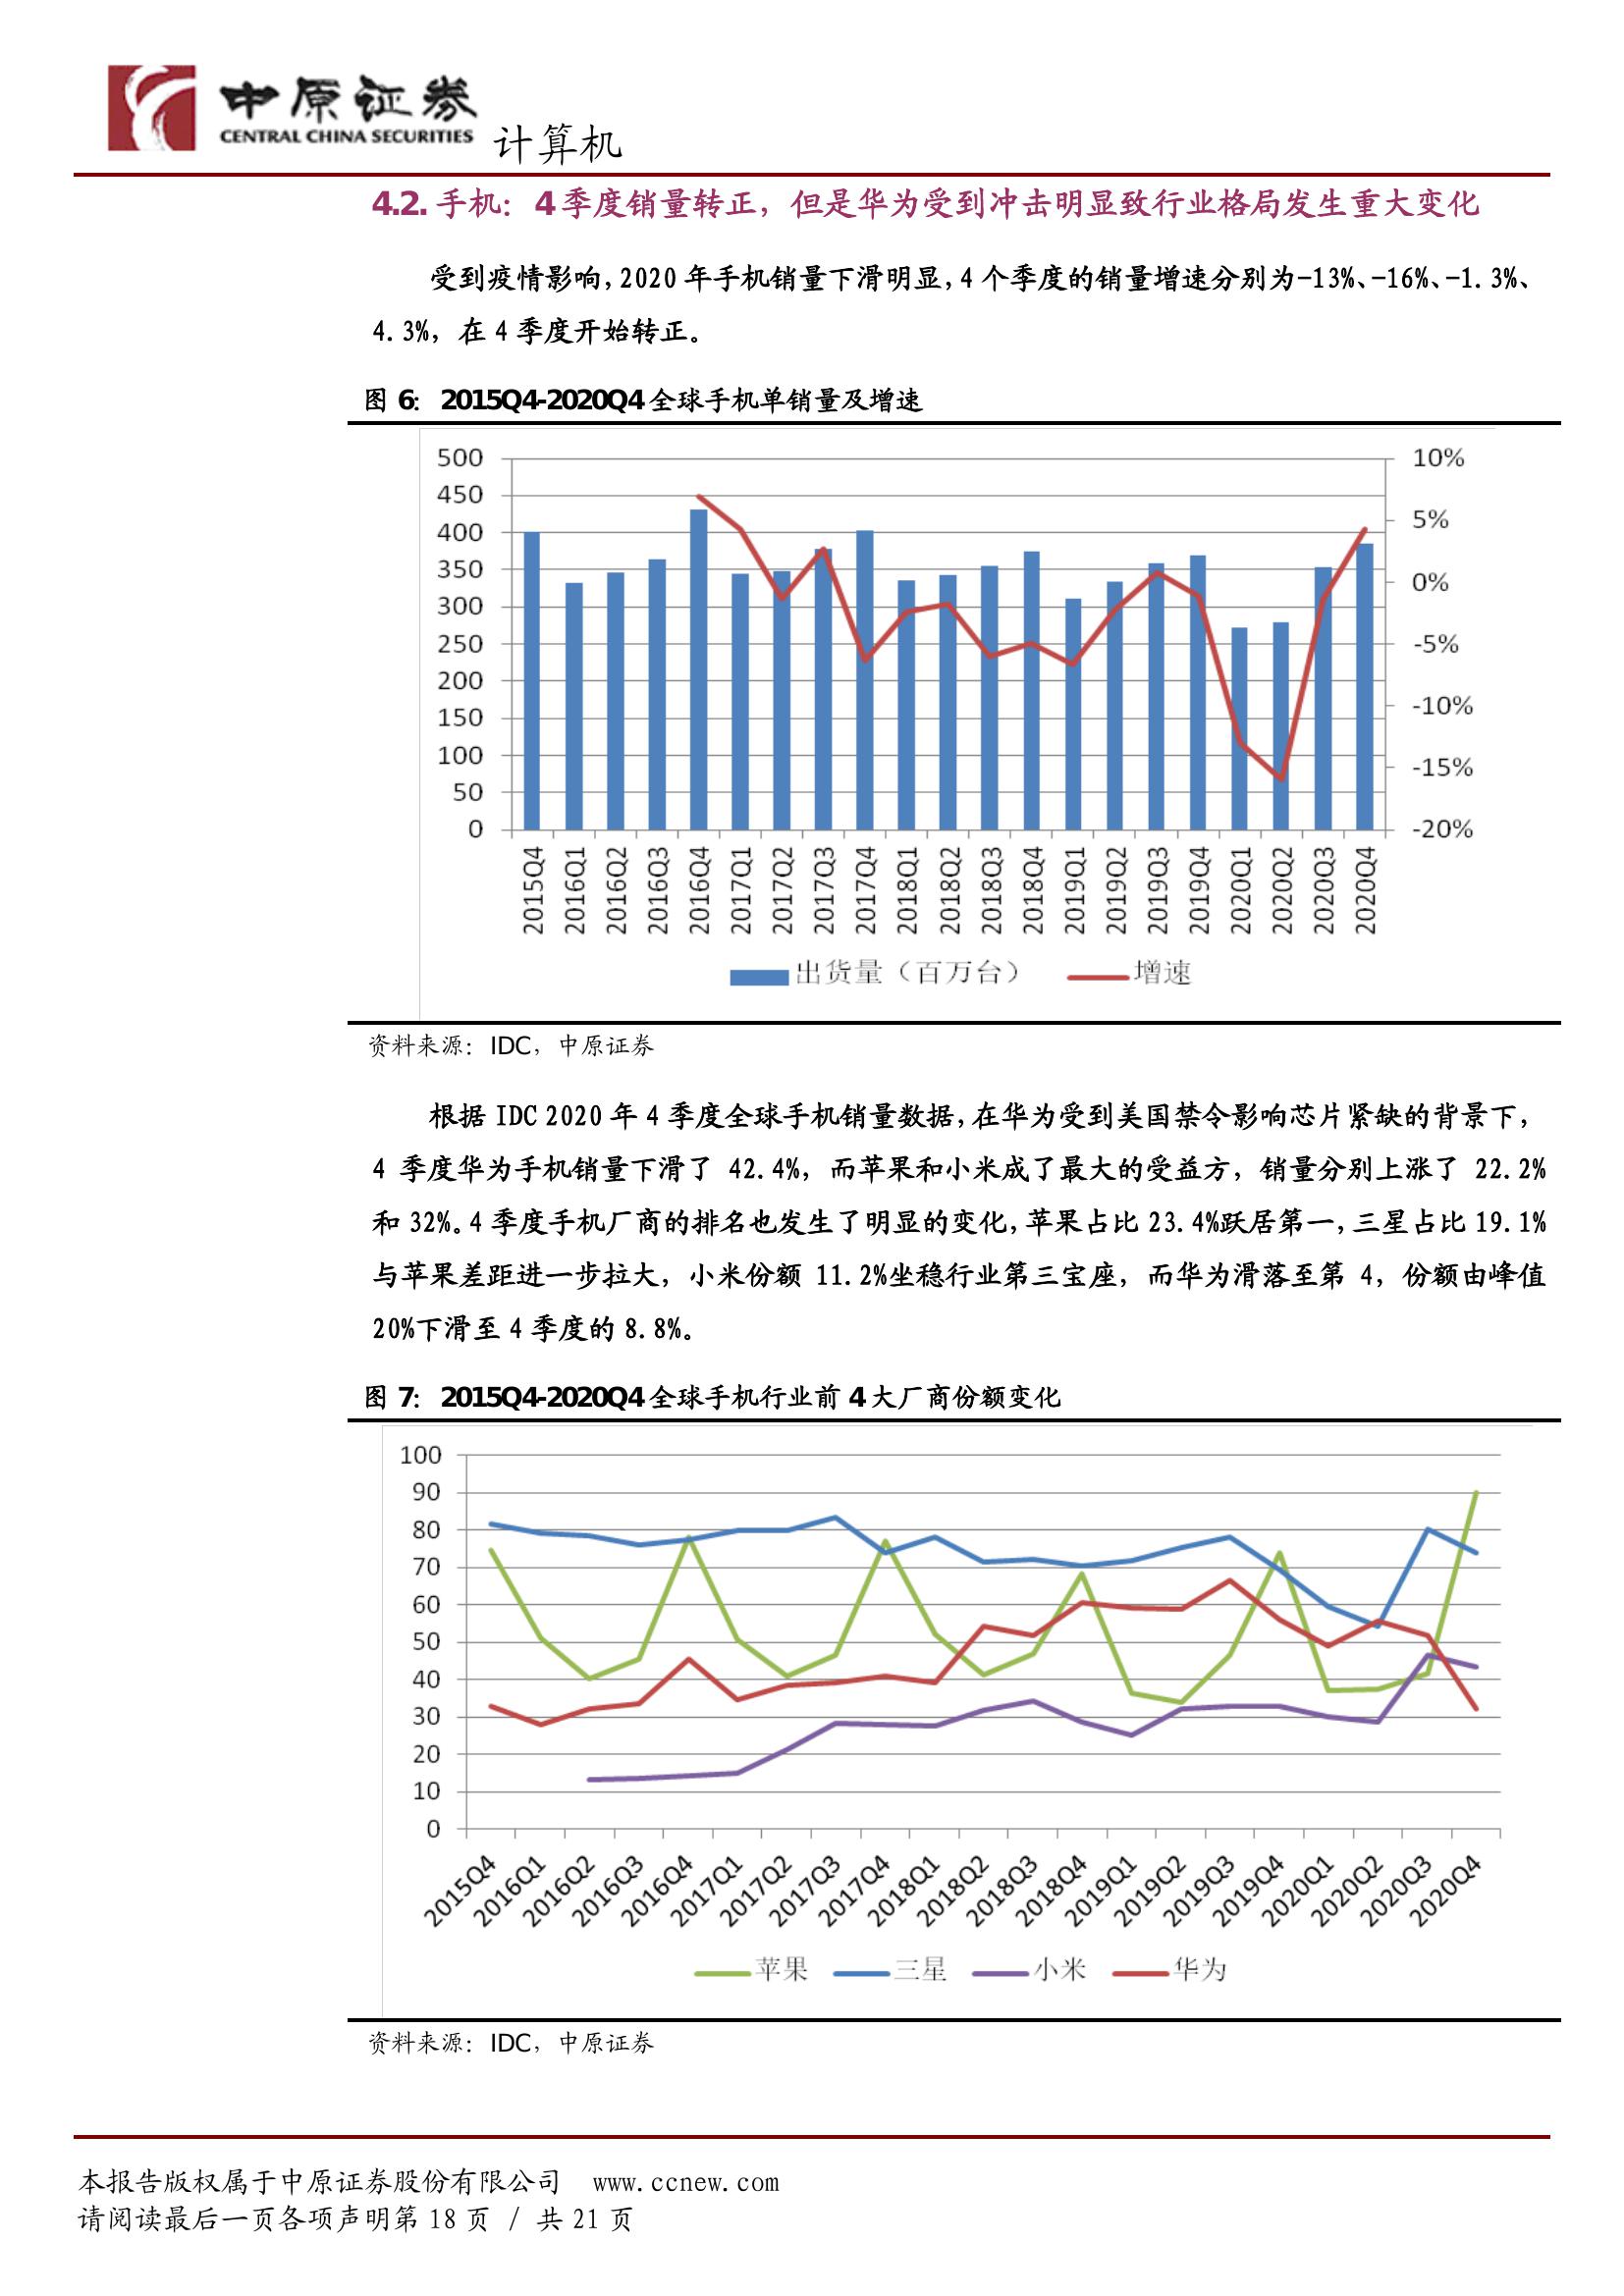 中原证券
CENTRAL CHINA SECURITIES
计算机
4.2. 手机：4 季度销量转正，但是华为受到冲击明显致行业格局发生重大变化
受到疫情影响，2020 年手机销量下滑明显，4 个季度的销量增速分别为-13%、-16%、-1.3%、
4.3%，在 4 季度开始转正。
图 6： 2015Q4-2020Q4 全球手机单销量及增速
500
450
400
350
300
250
200
150
100
50
0
10%
5%
0%
-5%
-10%
-15%
-20%
2015Q4
2016Q1
2016Q2
2016Q3
2016Q4
2017Q1
2017Q2
2017Q3
2017Q4
2018Q1
2018Q2
2018Q3
2018Q4
2019Q1
2019Q2
2019Q3
2019Q4
2020Q1
2020Q2
2020Q3
2020Q4
出货量（百万台） 增速
资料来源：IDC，中原证券
根据 IDC 2020 年 4 季度全球手机销量数据，在华为受到美国禁令影响芯片紧缺的背景下，
4 季度华为手机销量下滑了 42.4%，而苹果和小米成了最大的受益方，销量分别上涨了 22.2%
和 32%。4 季度手机厂商的排名也发生了明显的变化，苹果占比 23.4%跃居第一，三星占比 19.1%
与苹果差距进一步拉大，小米份额 11.2%坐稳行业第三宝座，而华为滑落至第 4，份额由峰值
20%下滑至 4 季度的 8.8%。
图 7： 2015Q4-2020Q4 全球手机行业前 4 大厂商份额变化
100
90
80
70
60
50
40
30
20
10
0
2015Q4
2016Q1
2016Q2
2016Q3
2016Q4
2017Q1
2017Q2
2017Q3
2017Q4
2018Q1
2018Q2
2018Q3
2018Q4
2019Q1
2019Q2
2019Q3
2019Q4
2020Q1
2020Q2
2020Q3
2020Q4
苹果 三星 小米 华为
资料来源：IDC，中原证券
本报告版权属于中原证券股份有限公司 www.ccnew.com
请阅读最后一页各项声明第 18 页 / 共 21 页